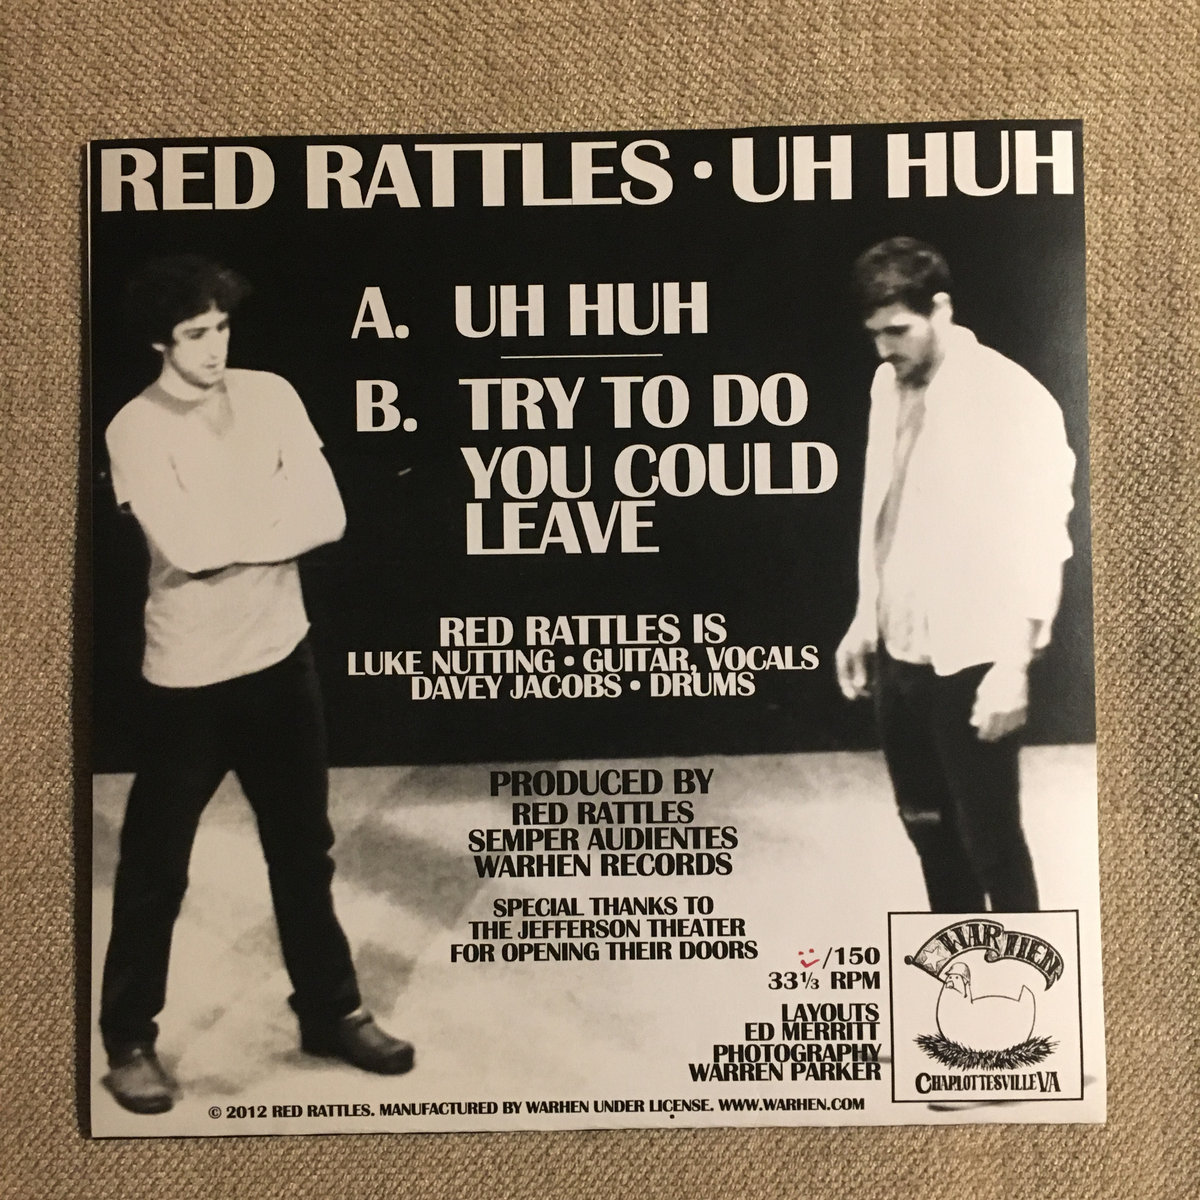 RED RATTLES • UH HUH
A. UH HUH
B. TRY TO DO
YOU COULD
LEAVE
RED RATTLES IS
LUKE NUTTING • GUITAR, VOCALS
DAVEY JACOBS • DRUMS
PRODUCED BY
RED RATTLES
SEMPER AUDIENTES
WARHEN RECORDS
SPECIAL THANKS TO
THE JEFFERSON THEATER
FOR OPENING THEIR DOORS
/150
33⅓ RPM
LAYOUTS
ED MERRITT
PHOTOGRAPHY
WARREN PARKER
WARHEN
CHARLOTTESVILLE VA
© 2012 RED RATTLES. MANUFACTURED BY WARHEN UNDER LICENSE. WWW.WARHEN.COM